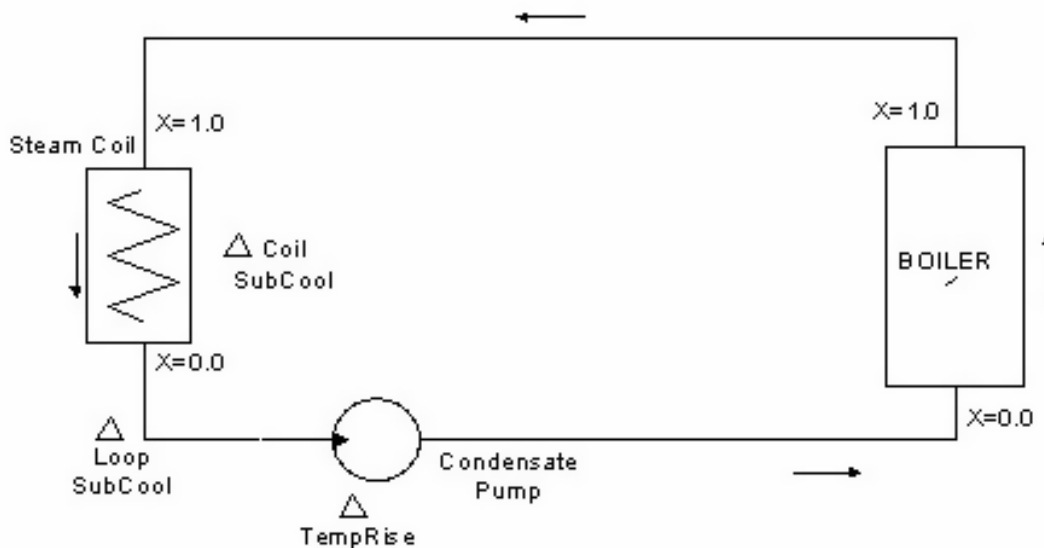 X=1.0
X=1.0
Steam Coil
△ Coil
SubCool
BOILER
X=0.0
X=0.0
△
Loop
SubCool
Condensate
Pump
△
TempRise